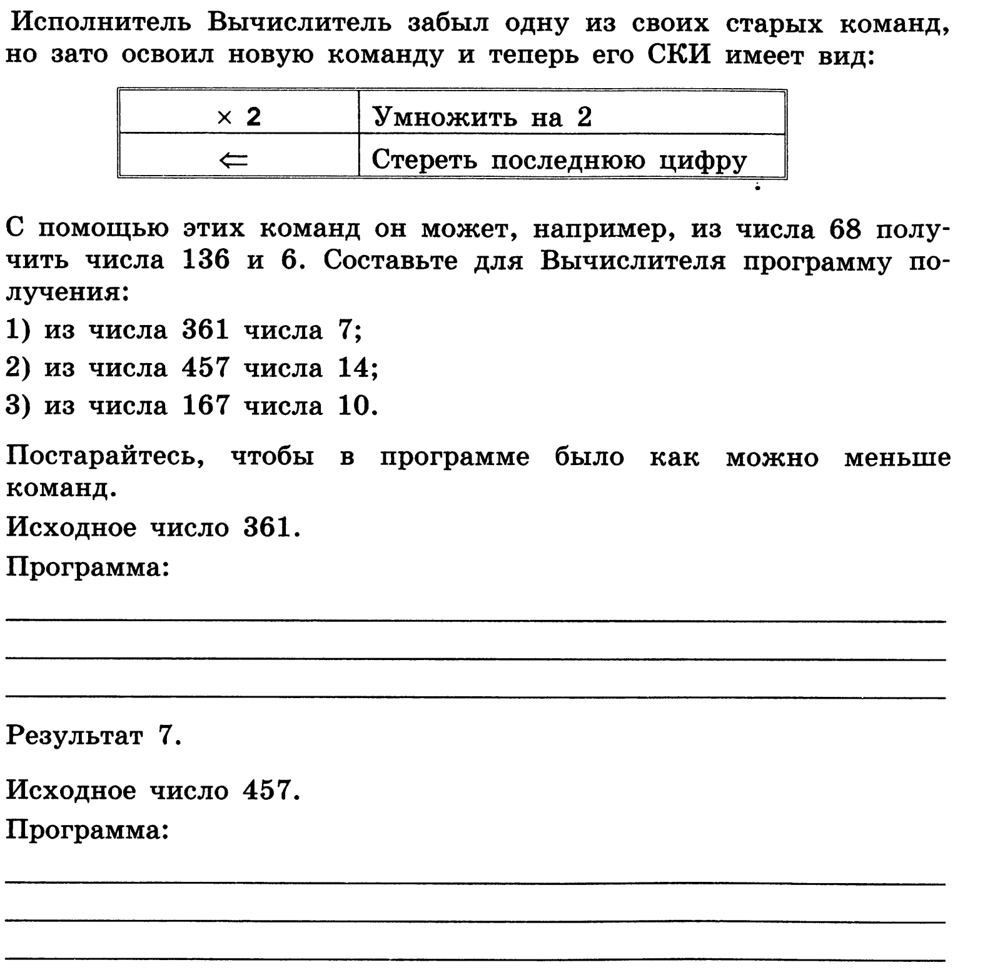 Исполнитель Вычислитель забыл одну из своих старых команд,
но зато освоил новую команду и теперь его СКИ имеет вид:
× 2 Умножить на 2
⇐ Стереть последнюю цифру
С помощью этих команд он может, например, из числа 68 полу-
чить числа 136 и 6. Составьте для Вычислителя программу по-
лучения:
1) из числа 361 числа 7;
2) из числа 457 числа 14;
3) из числа 167 числа 10.
Постарайтесь, чтобы в программе было как можно меньше
команд.
Исходное число 361.
Программа:
Результат 7.
Исходное число 457.
Программа: